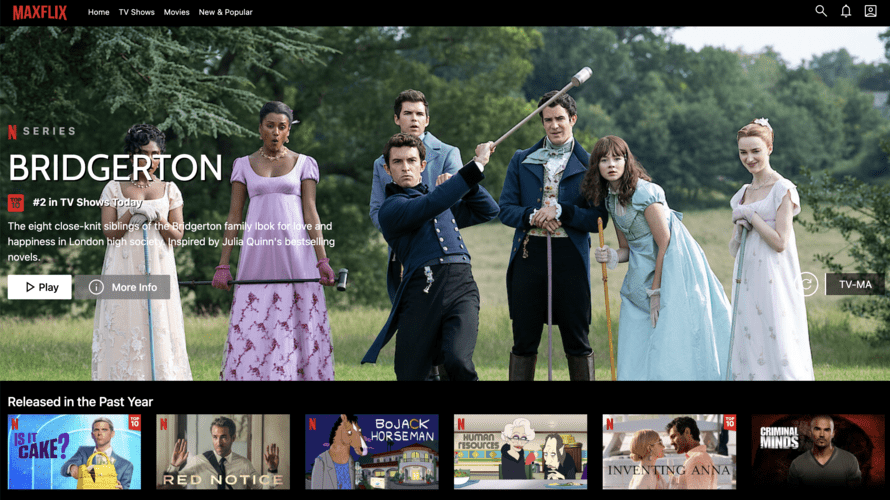 MAXFLIX
Home TV Shows Movies New & Popular
N SERIES
BRIDGERTON
TOP 10 #2 in TV Shows Today
The eight close-knit siblings of the Bridgerton family look for love and
happiness in London high society. Inspired by Julia Quinn's bestselling
novels.
Play More Info
TV-MA
Released in the Past Year
N IS IT CAKE? TOP 10
N RED NOTICE
N BOJACK HORSEMAN
N HUMAN RESOURCES
N INVENTING ANNA TOP 10
CRIMINAL MINDS